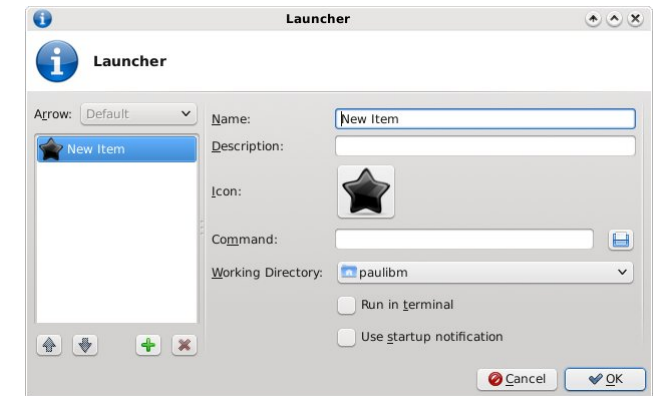 Launcher
Launcher
Arrow: Default
New Item
Name: New Item
Description:
Icon:
Command:
Working Directory: paulibm
Run in terminal
Use startup notification
Cancel OK